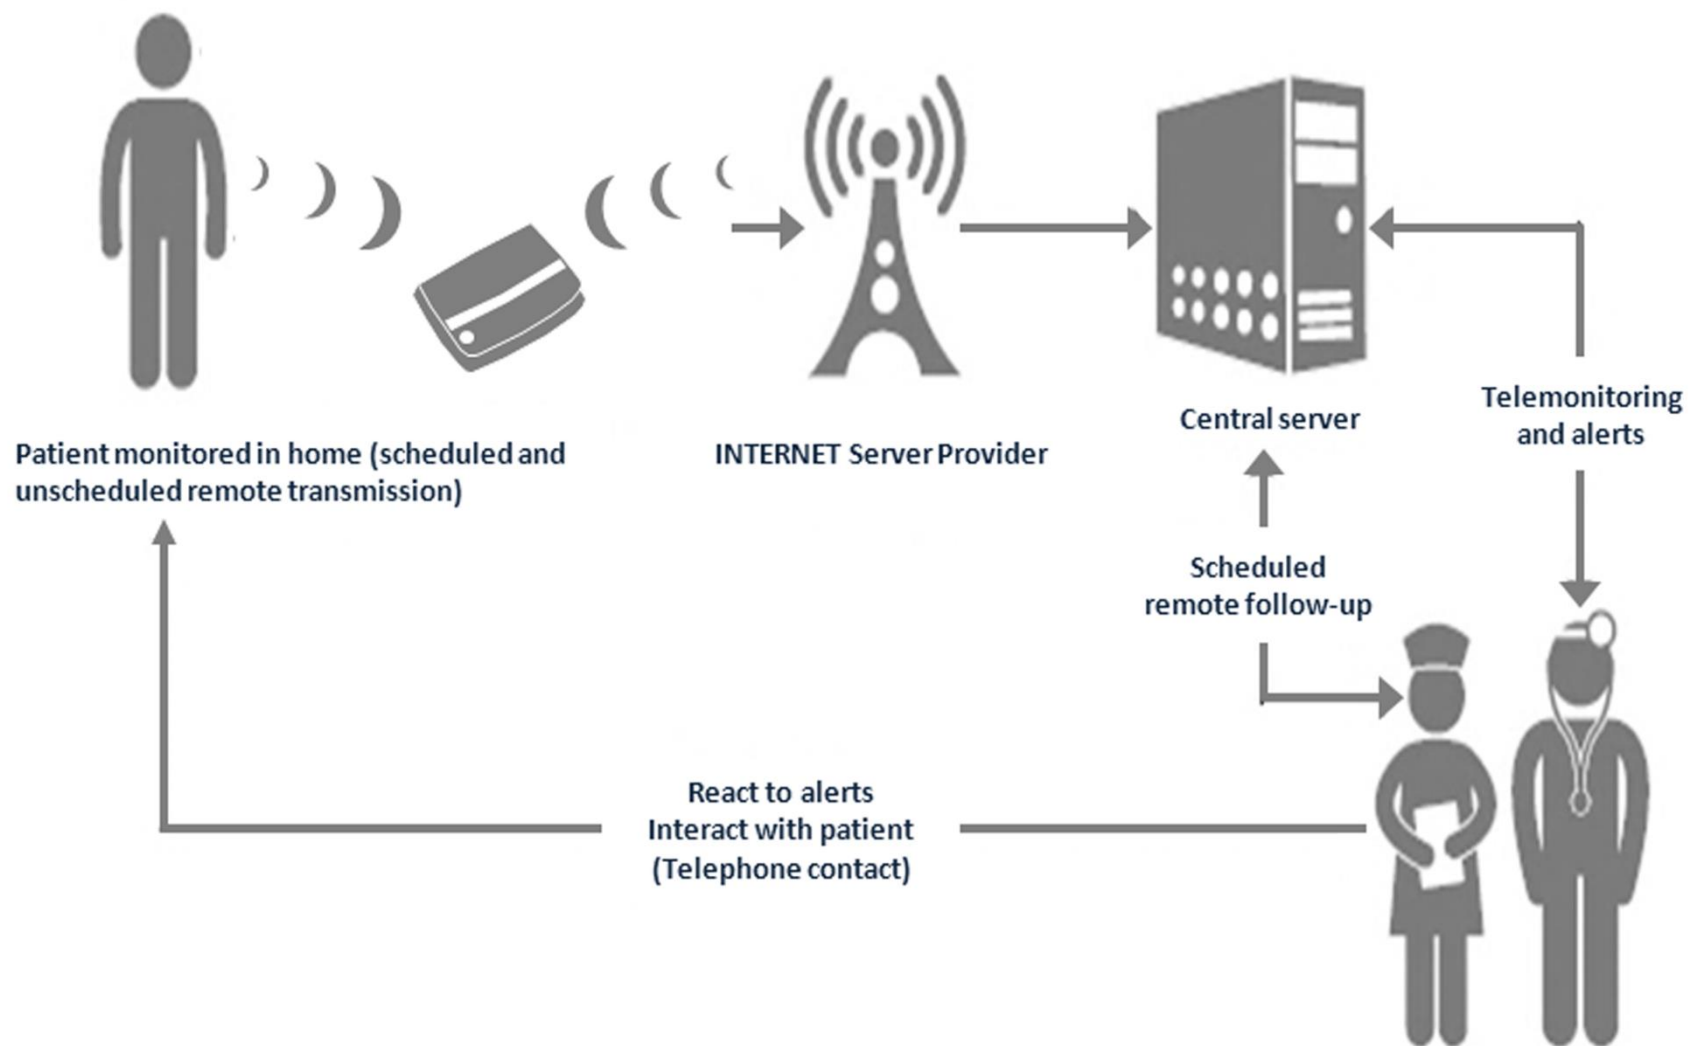 Patient monitored in home (scheduled and
unscheduled remote transmission)
INTERNET Server Provider
Central server
Telemonitoring
and alerts
Scheduled
remote follow-up
React to alerts
Interact with patient
(Telephone contact)